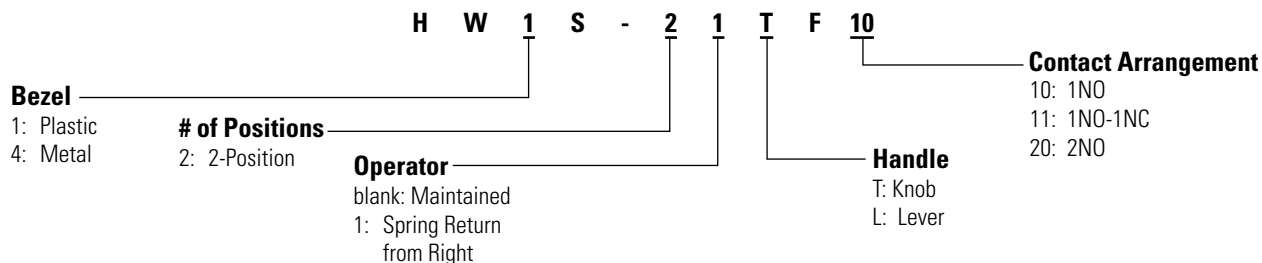 H W 1 S - 2 1 T F 10
Bezel
1: Plastic
4: Metal
# of Positions
2: 2-Position
Operator
blank: Maintained
1: Spring Return
from Right
Handle
T: Knob
L: Lever
Contact Arrangement
10: 1NO
11: 1NO-1NC
20: 2NO